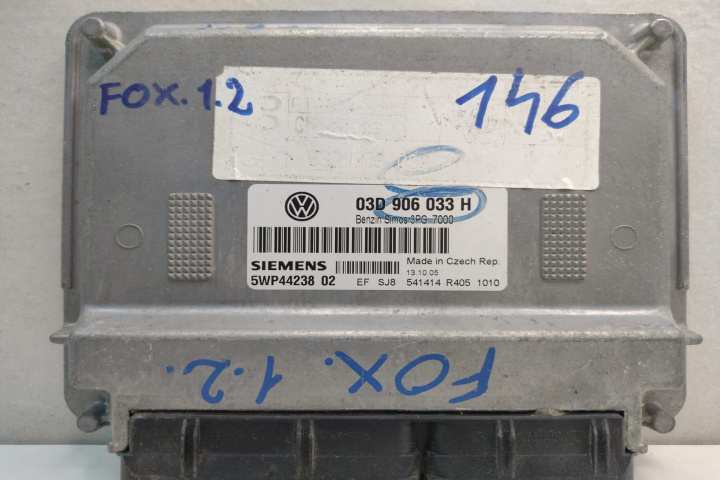 FOX. 1.2
146
VW
03D 906 033 H
Benzin Simos 3PG 7000
SIEMENS
Made in Czech Rep.
13.10.05
5WP44238 02
EF SJ8 541414 R405 1010
FOX. 1.2.